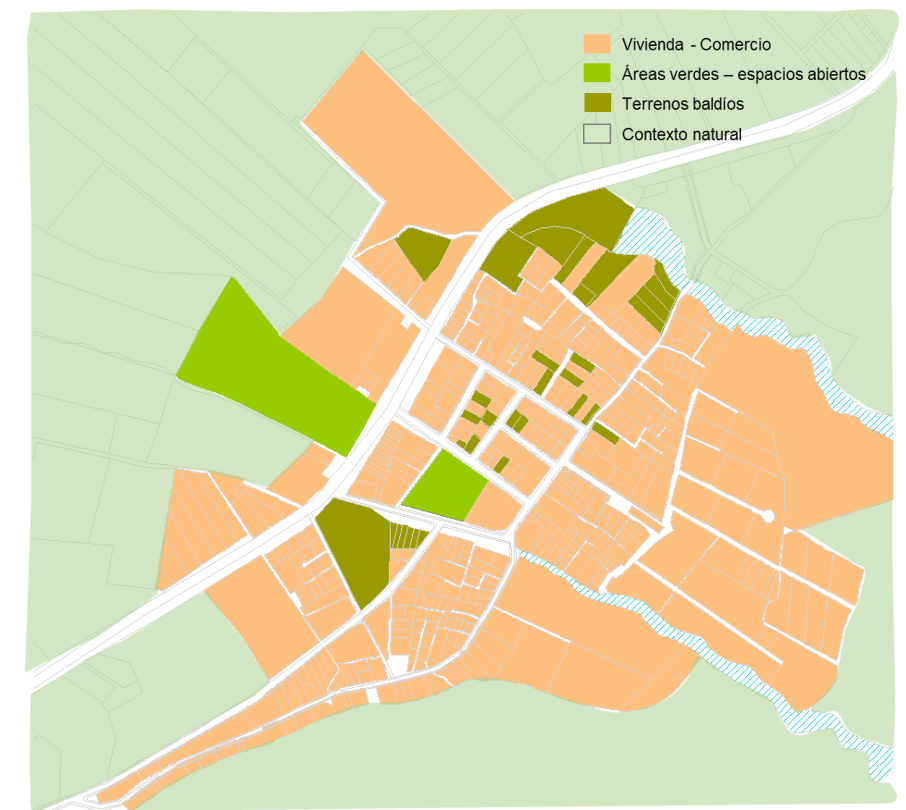 Vivienda - Comercio
Áreas verdes – espacios abiertos
Terrenos baldíos
Contexto natural